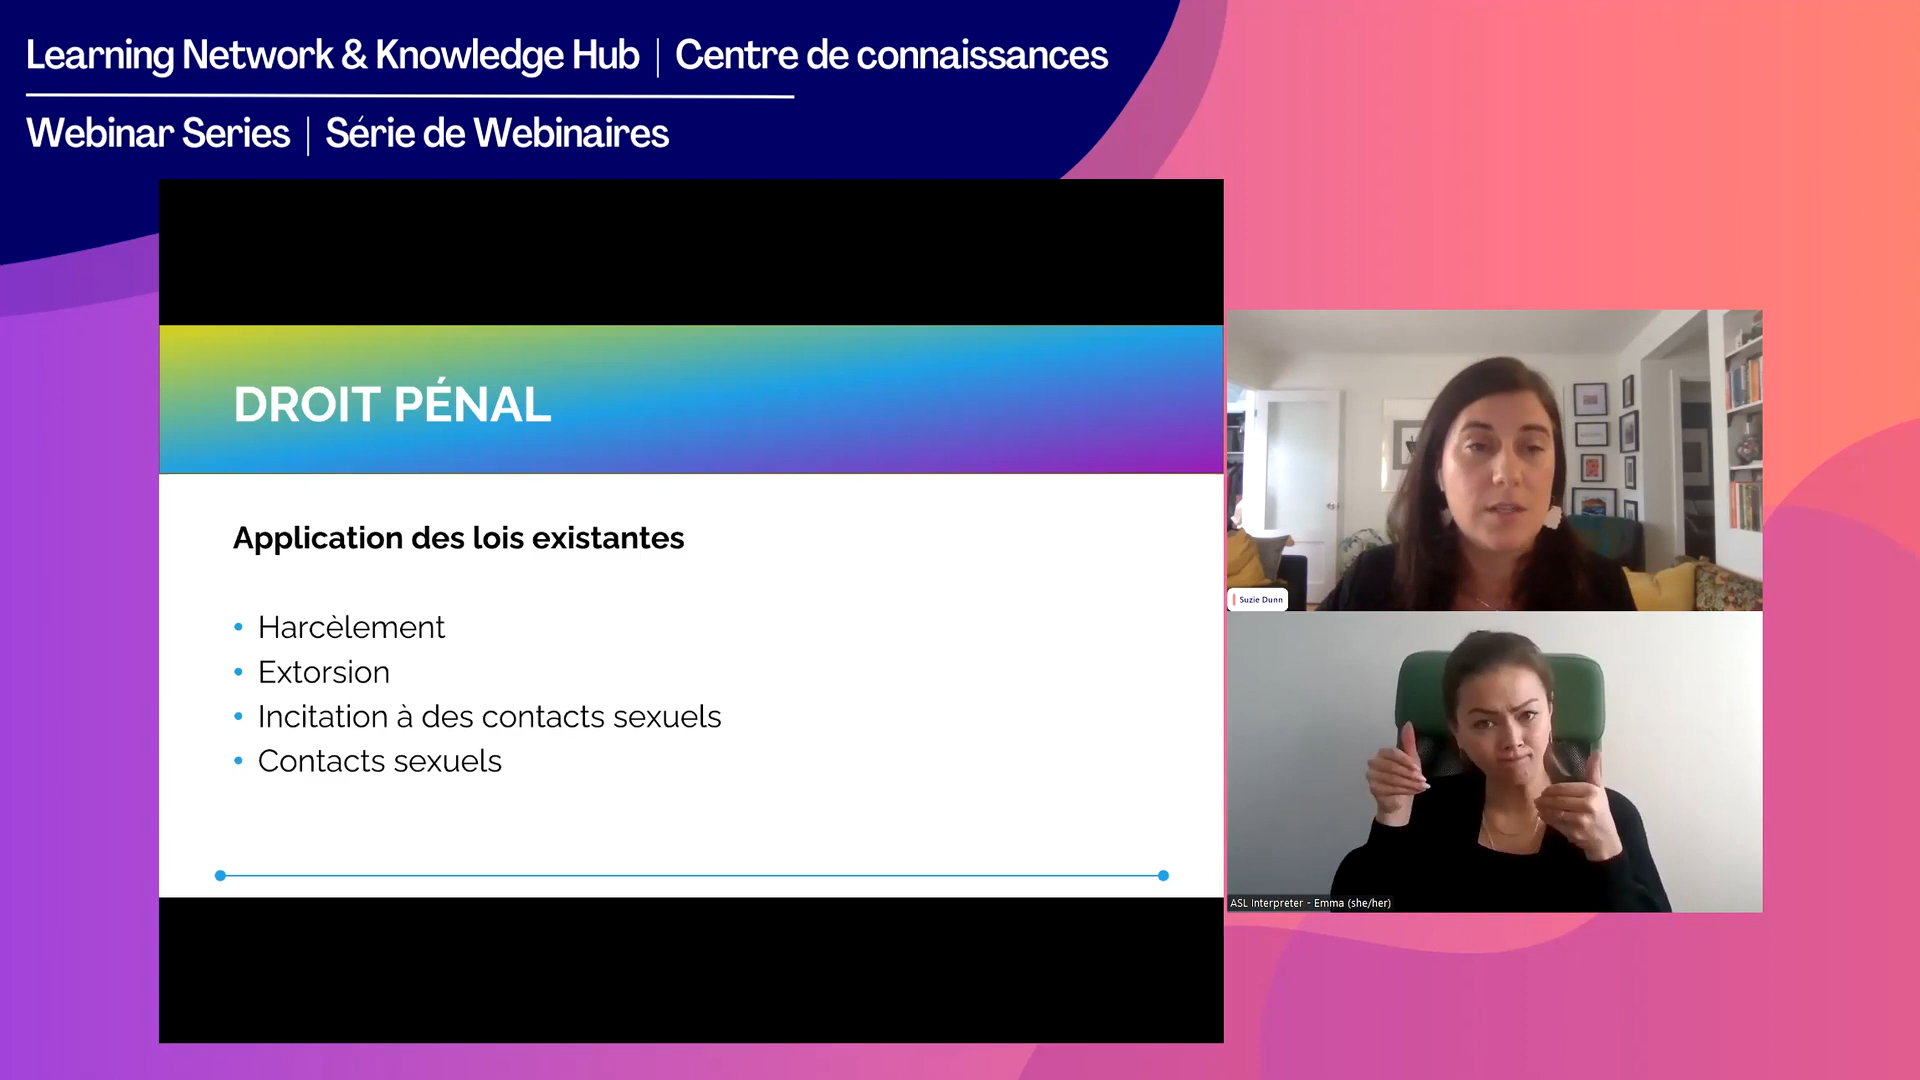 Learning Network & Knowledge Hub | Centre de connaissances
Webinar Series | Série de Webinaires
DROIT PÉNAL
Application des lois existantes
• Harcèlement
• Extorsion
• Incitation à des contacts sexuels
• Contacts sexuels
Suzie Dunn
ASL Interpreter - Emma (she/her)